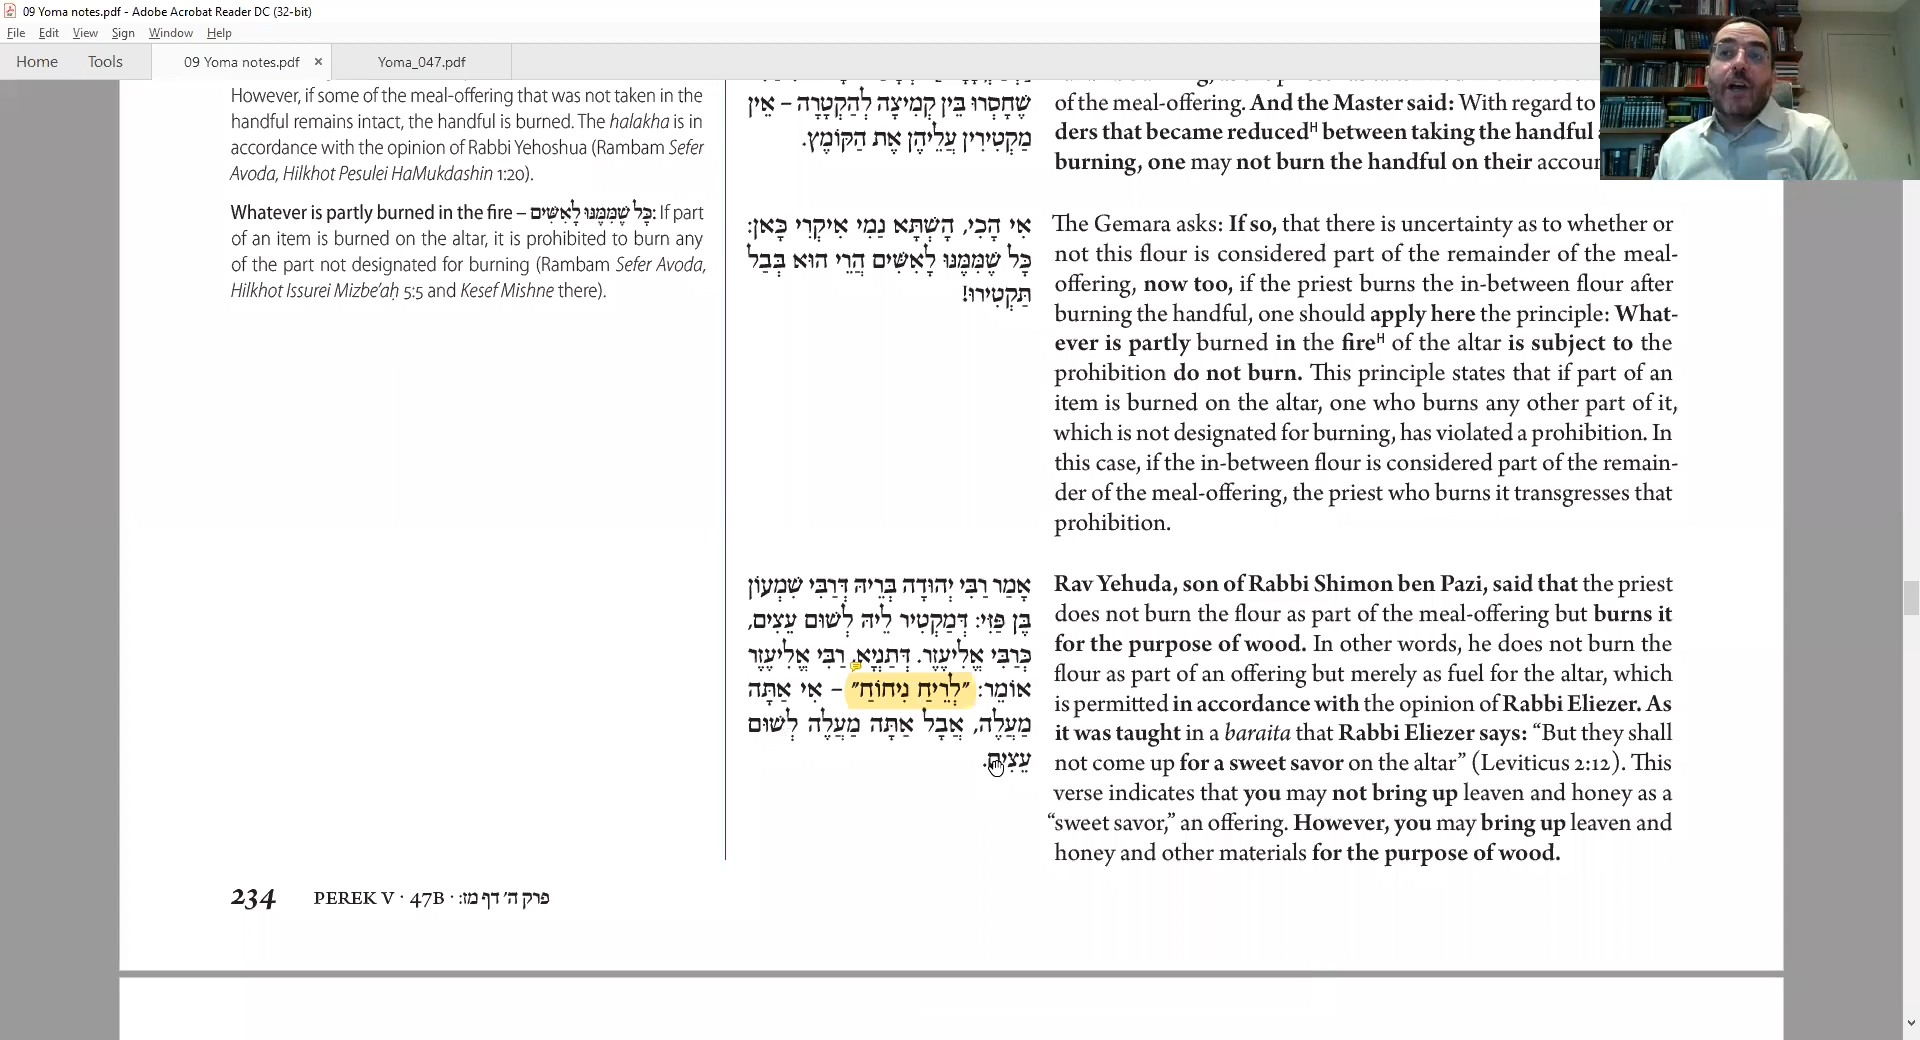 09 Yoma notes.pdf - Adobe Acrobat Reader DC (32-bit)
File Edit View Sign Window Help
Home Tools 09 Yoma notes.pdf × Yoma_047.pdf
However, if some of the meal-offering that was not taken in the
handful remains intact, the handful is burned. The halakha is in
accordance with the opinion of Rabbi Yehoshua (Rambam Sefer
Avoda, Hilkhot Pesulei HaMukdashin 1:20).
Whatever is partly burned in the fire – כָּל שֶׁמִּמֶּנּוּ לָאִשִּׁים: If part
of an item is burned on the altar, it is prohibited to burn any
of the part not designated for burning (Rambam Sefer Avoda,
Hilkhot Issurei Mizbe’aḥ 5:5 and Kesef Mishne there).
שֶׁחָסְרוּ בֵּין קְמִיצָה לְהַקְטָרָה – אֵין
מַקְטִירִין עֲלֵיהֶן אֶת הַקּוֹמֶץ.
אִי הָכִי, הָשְׁתָּא נַמִי אִיקְרִי כָּאן:
כָּל שֶׁמִּמֶּנּוּ לָאִשִּׁים הֲרֵי הוּא בְּבַל
תַּקְטִירוּ!
אָמַר רַבִּי יְהוּדָה בְּרֵיהּ דְּרַבִּי שִׁמְעוֹן
בֶּן פַּזִּי: דְּמַקְטִיר לֵיהּ לְשׁוּם עֵצִים,
כְּרַבִּי אֱלִיעֶזֶר. דְּתַנְיָא, רַבִּי אֱלִיעֶזֶר
אוֹמֵר: ״לְרֵיחַ נִיחוֹחַ״ – אִי אַתָּה
מַעֲלֶה, אֲבָל אַתָּה מַעֲלֶה לְשׁוּם
עֵצִים.
of the meal-offering. And the Master said: With regard to
ders that became reducedᴴ between taking the handful
burning, one may not burn the handful on their
The Gemara asks: If so, that there is uncertainty as to whether or
not this flour is considered part of the remainder of the meal-
offering, now too, if the priest burns the in-between flour after
burning the handful, one should apply here the principle: What-
ever is partly burned in the fireᴴ of the altar is subject to the
prohibition do not burn. This principle states that if part of an
item is burned on the altar, one who burns any other part of it,
which is not designated for burning, has violated a prohibition. In
this case, if the in-between flour is considered part of the remain-
der of the meal-offering, the priest who burns it transgresses that
prohibition.
Rav Yehuda, son of Rabbi Shimon ben Pazi, said that the priest
does not burn the flour as part of the meal-offering but burns it
for the purpose of wood. In other words, he does not burn the
flour as part of an offering but merely as fuel for the altar, which
is permitted in accordance with the opinion of Rabbi Eliezer. As
it was taught in a baraita that Rabbi Eliezer says: “But they shall
not come up for a sweet savor on the altar” (Leviticus 2:12). This
verse indicates that you may not bring up leaven and honey as a
“sweet savor,” an offering. However, you may bring up leaven and
honey and other materials for the purpose of wood.
234 PEREK V · 47B · פרק ה׳ דף מז: